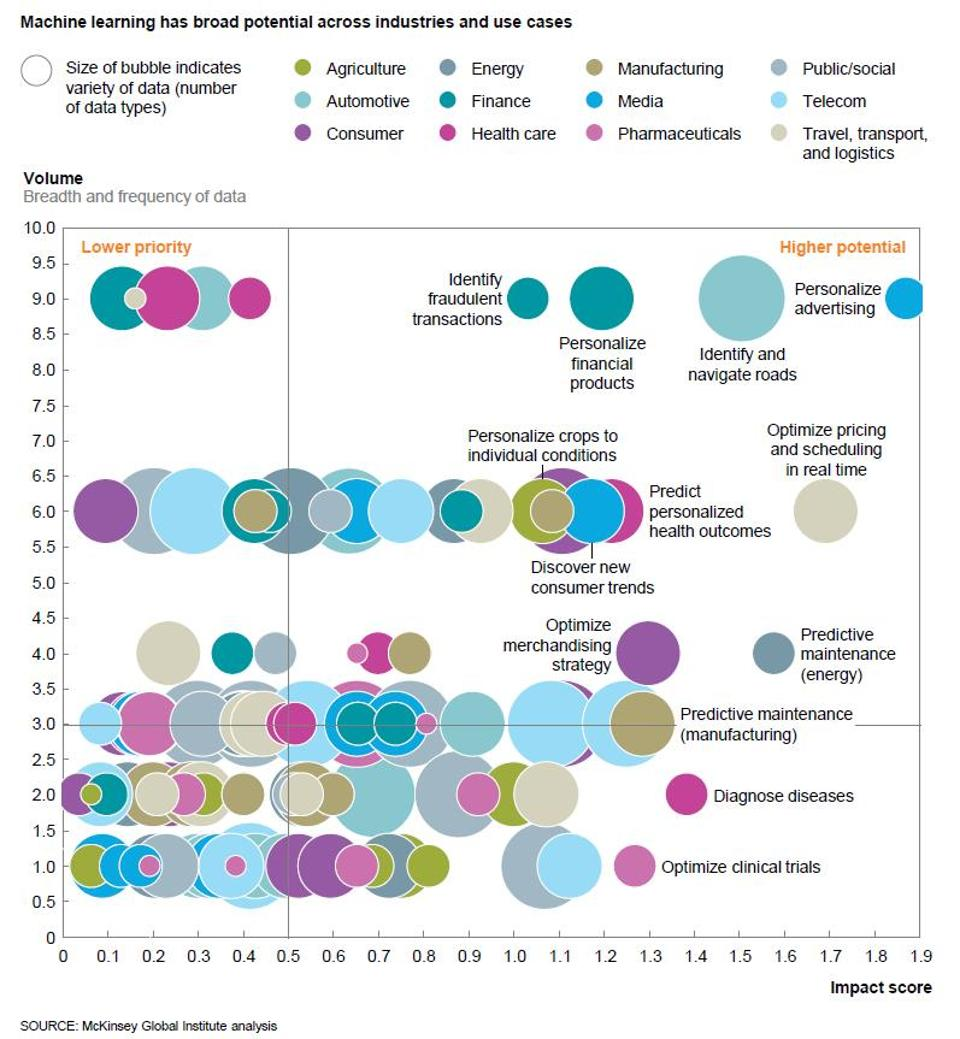 Machine learning has broad potential across industries and use cases
Size of bubble indicates
variety of data (number
of data types)
Agriculture
Energy
Manufacturing
Public/social
Automotive
Finance
Media
Telecom
Consumer
Health care
Pharmaceuticals
Travel, transport,
and logistics
Volume
Breadth and frequency of data
10.0
Lower priority
Higher potential
9.5
9.0
8.5
8.0
7.5
7.0
6.5
6.0
5.5
5.0
4.5
4.0
3.5
3.0
2.5
2.0
1.5
1.0
0.5
0
Identify
fraudulent
transactions
Personalize
financial
products
Identify and
navigate roads
Personalize
advertising
Personalize crops to
individual conditions
Optimize pricing
and scheduling
in real time
Predict
personalized
health outcomes
Discover new
consumer trends
Optimize
merchandising
strategy
Predictive
maintenance
(energy)
Predictive maintenance
(manufacturing)
Diagnose diseases
Optimize clinical trials
0 0.1 0.2 0.3 0.4 0.5 0.6 0.7 0.8 0.9 1.0 1.1 1.2 1.3 1.4 1.5 1.6 1.7 1.8 1.9
Impact score
SOURCE: McKinsey Global Institute analysis